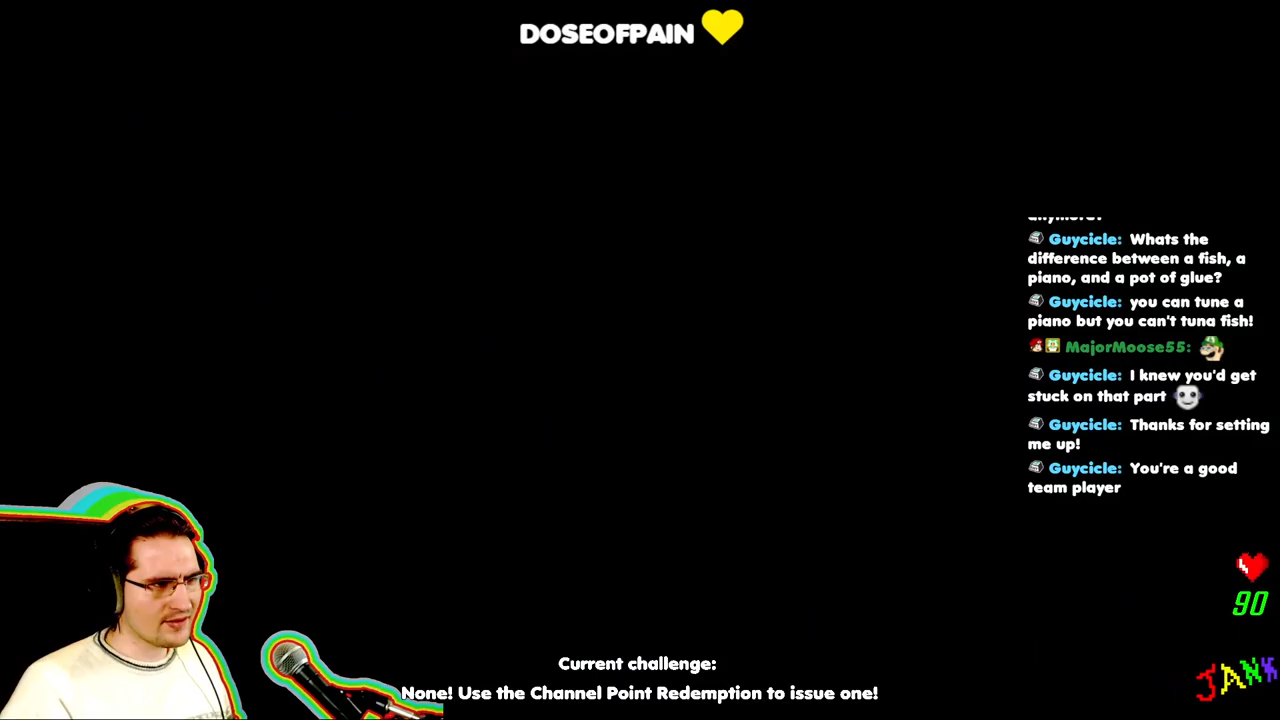 DOSEOFPAIN
anymore?
Guycicle: Whats the
difference between a fish, a
piano, and a pot of glue?
Guycicle: you can tune a
piano but you can't tuna fish!
MajorMoose55:
Guycicle: I knew you'd get
stuck on that part
Guycicle: Thanks for setting
me up!
Guycicle: You're a good
team player
90
JANK
Current challenge:
None! Use the Channel Point Redemption to issue one!